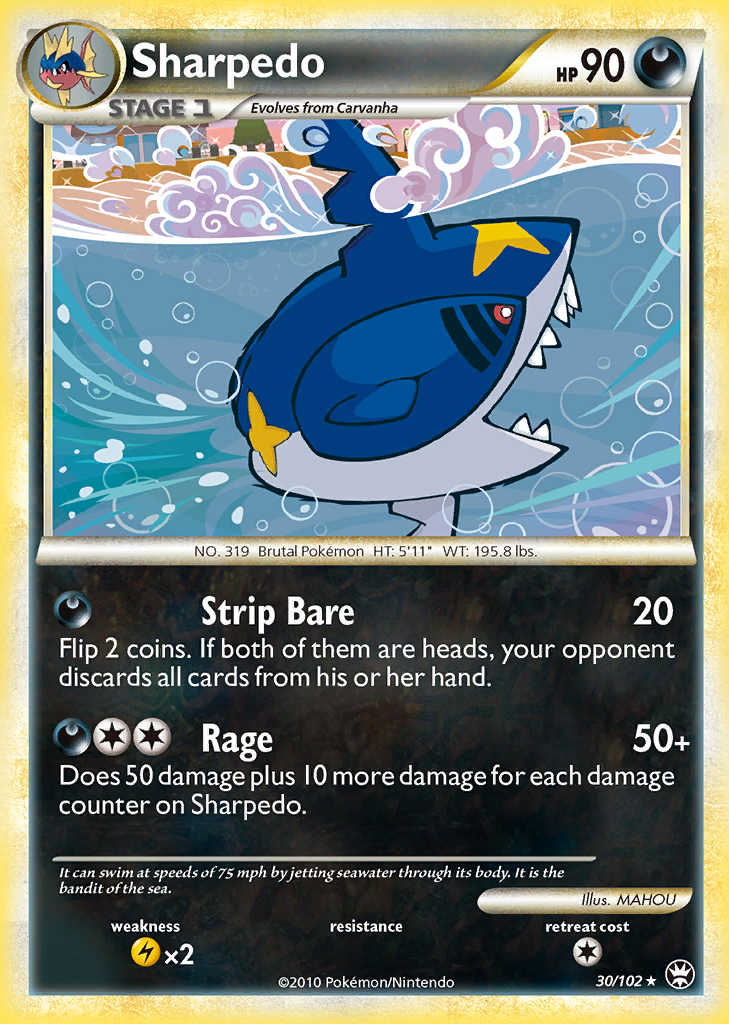 Sharpedo
HP 90
STAGE 1
Evolves from Carvanha
NO. 319 Brutal Pokémon HT: 5'11" WT: 195.8 lbs.
Strip Bare 20
Flip 2 coins. If both of them are heads, your opponent
discards all cards from his or her hand.
Rage 50+
Does 50 damage plus 10 more damage for each damage
counter on Sharpedo.
It can swim at speeds of 75 mph by jetting seawater through its body. It is the
bandit of the sea.
Illus. MAHOU
weakness resistance retreat cost
×2
©2010 Pokémon/Nintendo 30/102 ★